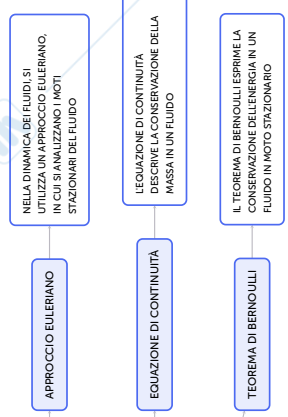 APPROCCIO EULERIANO
NELLA DINAMICA DEI FLUIDI, SI
UTILIZZA UN APPROCCIO EULERIANO,
IN CUI SI ANALIZZANO I MOTI
STAZIONARI DEL FLUIDO
EQUAZIONE DI CONTINUITÀ
L'EQUAZIONE DI CONTINUITÀ
DESCRIVE LA CONSERVAZIONE DELLA
MASSA IN UN FLUIDO
TEOREMA DI BERNOULLI
IL TEOREMA DI BERNOULLI ESPRIME LA
CONSERVAZIONE DELL'ENERGIA IN UN
FLUIDO IN MOTO STAZIONARIO